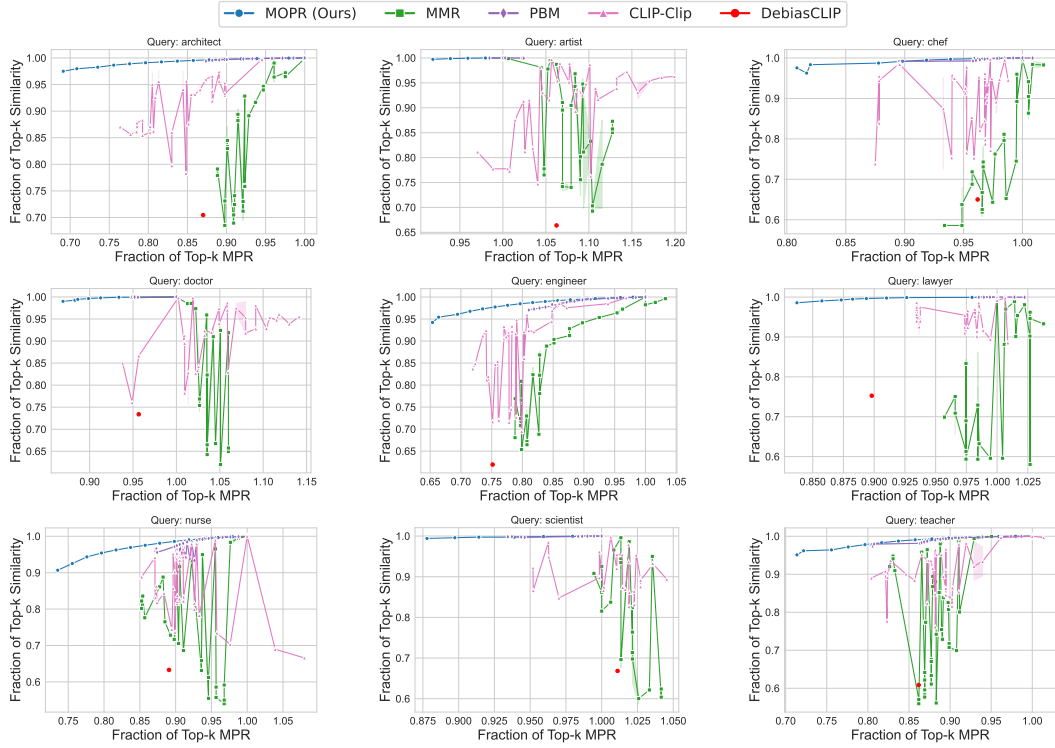 MOPR (Ours) MMR PBM CLIP-Clip DebiasCLIP
Query: architect
Fraction of Top-k Similarity
1.00
0.95
0.90
0.85
0.80
0.75
0.70
0.70 0.75 0.80 0.85 0.90 0.95 1.00
Fraction of Top-k MPR
Query: artist
Fraction of Top-k Similarity
1.00
0.95
0.90
0.85
0.80
0.75
0.70
0.65
0.95 1.00 1.05 1.10 1.15 1.20
Fraction of Top-k MPR
Query: chef
Fraction of Top-k Similarity
1.0
0.9
0.8
0.7
0.6
0.80 0.85 0.90 0.95 1.00
Fraction of Top-k MPR
Query: doctor
Fraction of Top-k Similarity
1.00
0.95
0.90
0.85
0.80
0.75
0.70
0.65
0.90 0.95 1.00 1.05 1.10 1.15
Fraction of Top-k MPR
Query: engineer
Fraction of Top-k Similarity
1.00
0.95
0.90
0.85
0.80
0.75
0.70
0.65
0.65 0.70 0.75 0.80 0.85 0.90 0.95 1.00 1.05
Fraction of Top-k MPR
Query: lawyer
Fraction of Top-k Similarity
1.0
0.9
0.8
0.7
0.6
0.850 0.875 0.900 0.925 0.950 0.975 1.000 1.025
Fraction of Top-k MPR
Query: nurse
Fraction of Top-k Similarity
1.0
0.9
0.8
0.7
0.6
0.75 0.80 0.85 0.90 0.95 1.00 1.05
Fraction of Top-k MPR
Query: scientist
Fraction of Top-k Similarity
1.0
0.9
0.8
0.7
0.6
0.875 0.900 0.925 0.950 0.975 1.000 1.025 1.050
Fraction of Top-k MPR
Query: teacher
Fraction of Top-k Similarity
1.0
0.9
0.8
0.7
0.6
0.70 0.75 0.80 0.85 0.90 0.95 1.00
Fraction of Top-k MPR